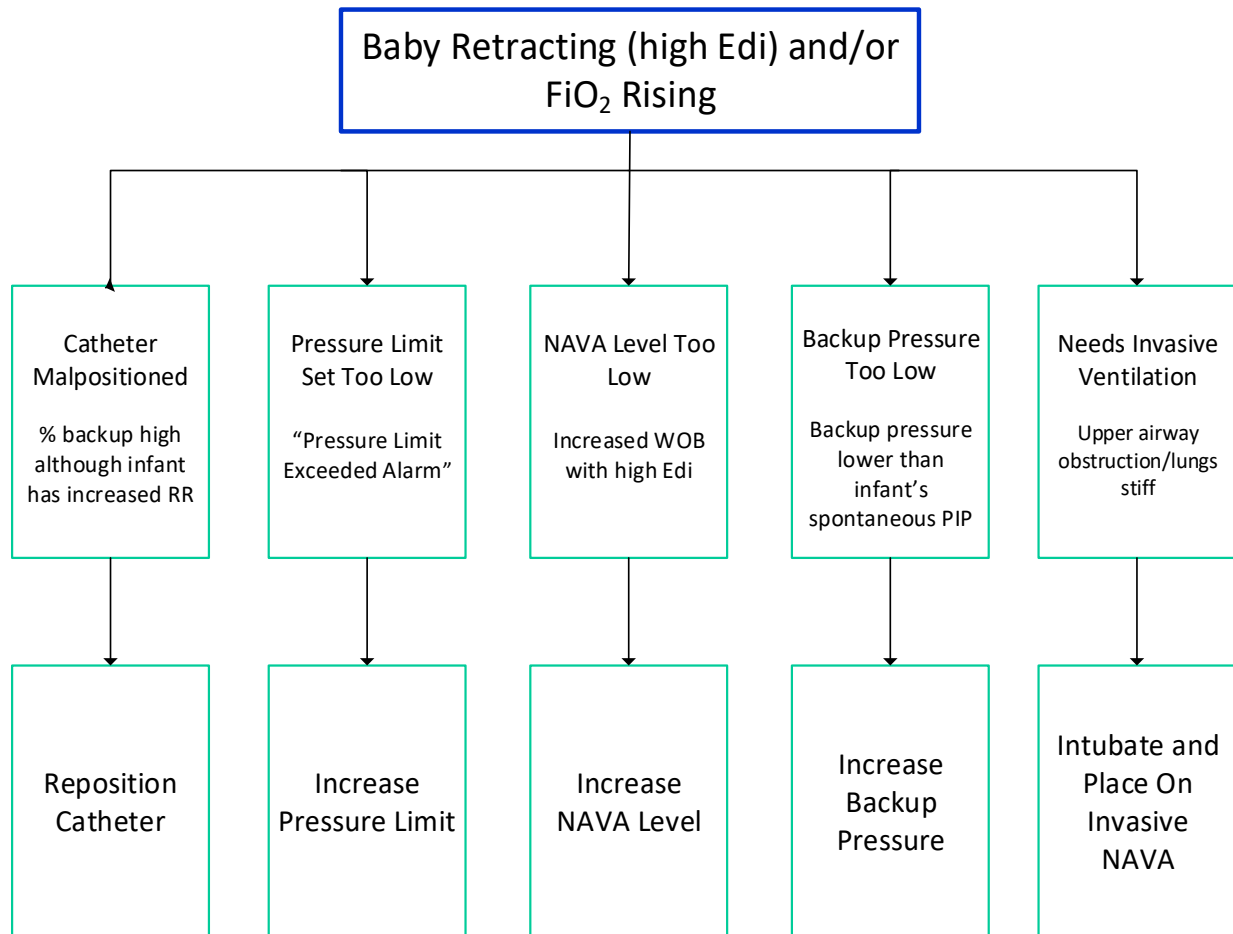 Baby Retracting (high Edi) and/or
FiO₂ Rising
Catheter
Malpositioned
% backup high
although infant
has increased RR
Pressure Limit
Set Too Low
“Pressure Limit
Exceeded Alarm”
NAVA Level Too
Low
Increased WOB
with high Edi
Backup Pressure
Too Low
Backup pressure
lower than
infant’s
spontaneous PIP
Needs Invasive
Ventilation
Upper airway
obstruction/lungs
stiff
Reposition
Catheter
Increase
Pressure Limit
Increase
NAVA Level
Increase
Backup
Pressure
Intubate and
Place On
Invasive
NAVA